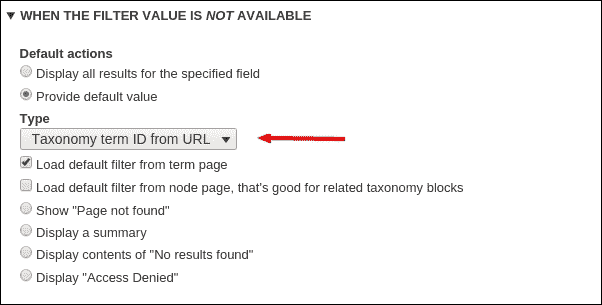 WHEN THE FILTER VALUE IS NOT AVAILABLE
Default actions
Display all results for the specified field
Provide default value
Type
Taxonomy term ID from URL
Load default filter from term page
Load default filter from node page, that's good for related taxonomy blocks
Show "Page not found"
Display a summary
Display contents of "No results found"
Display "Access Denied"